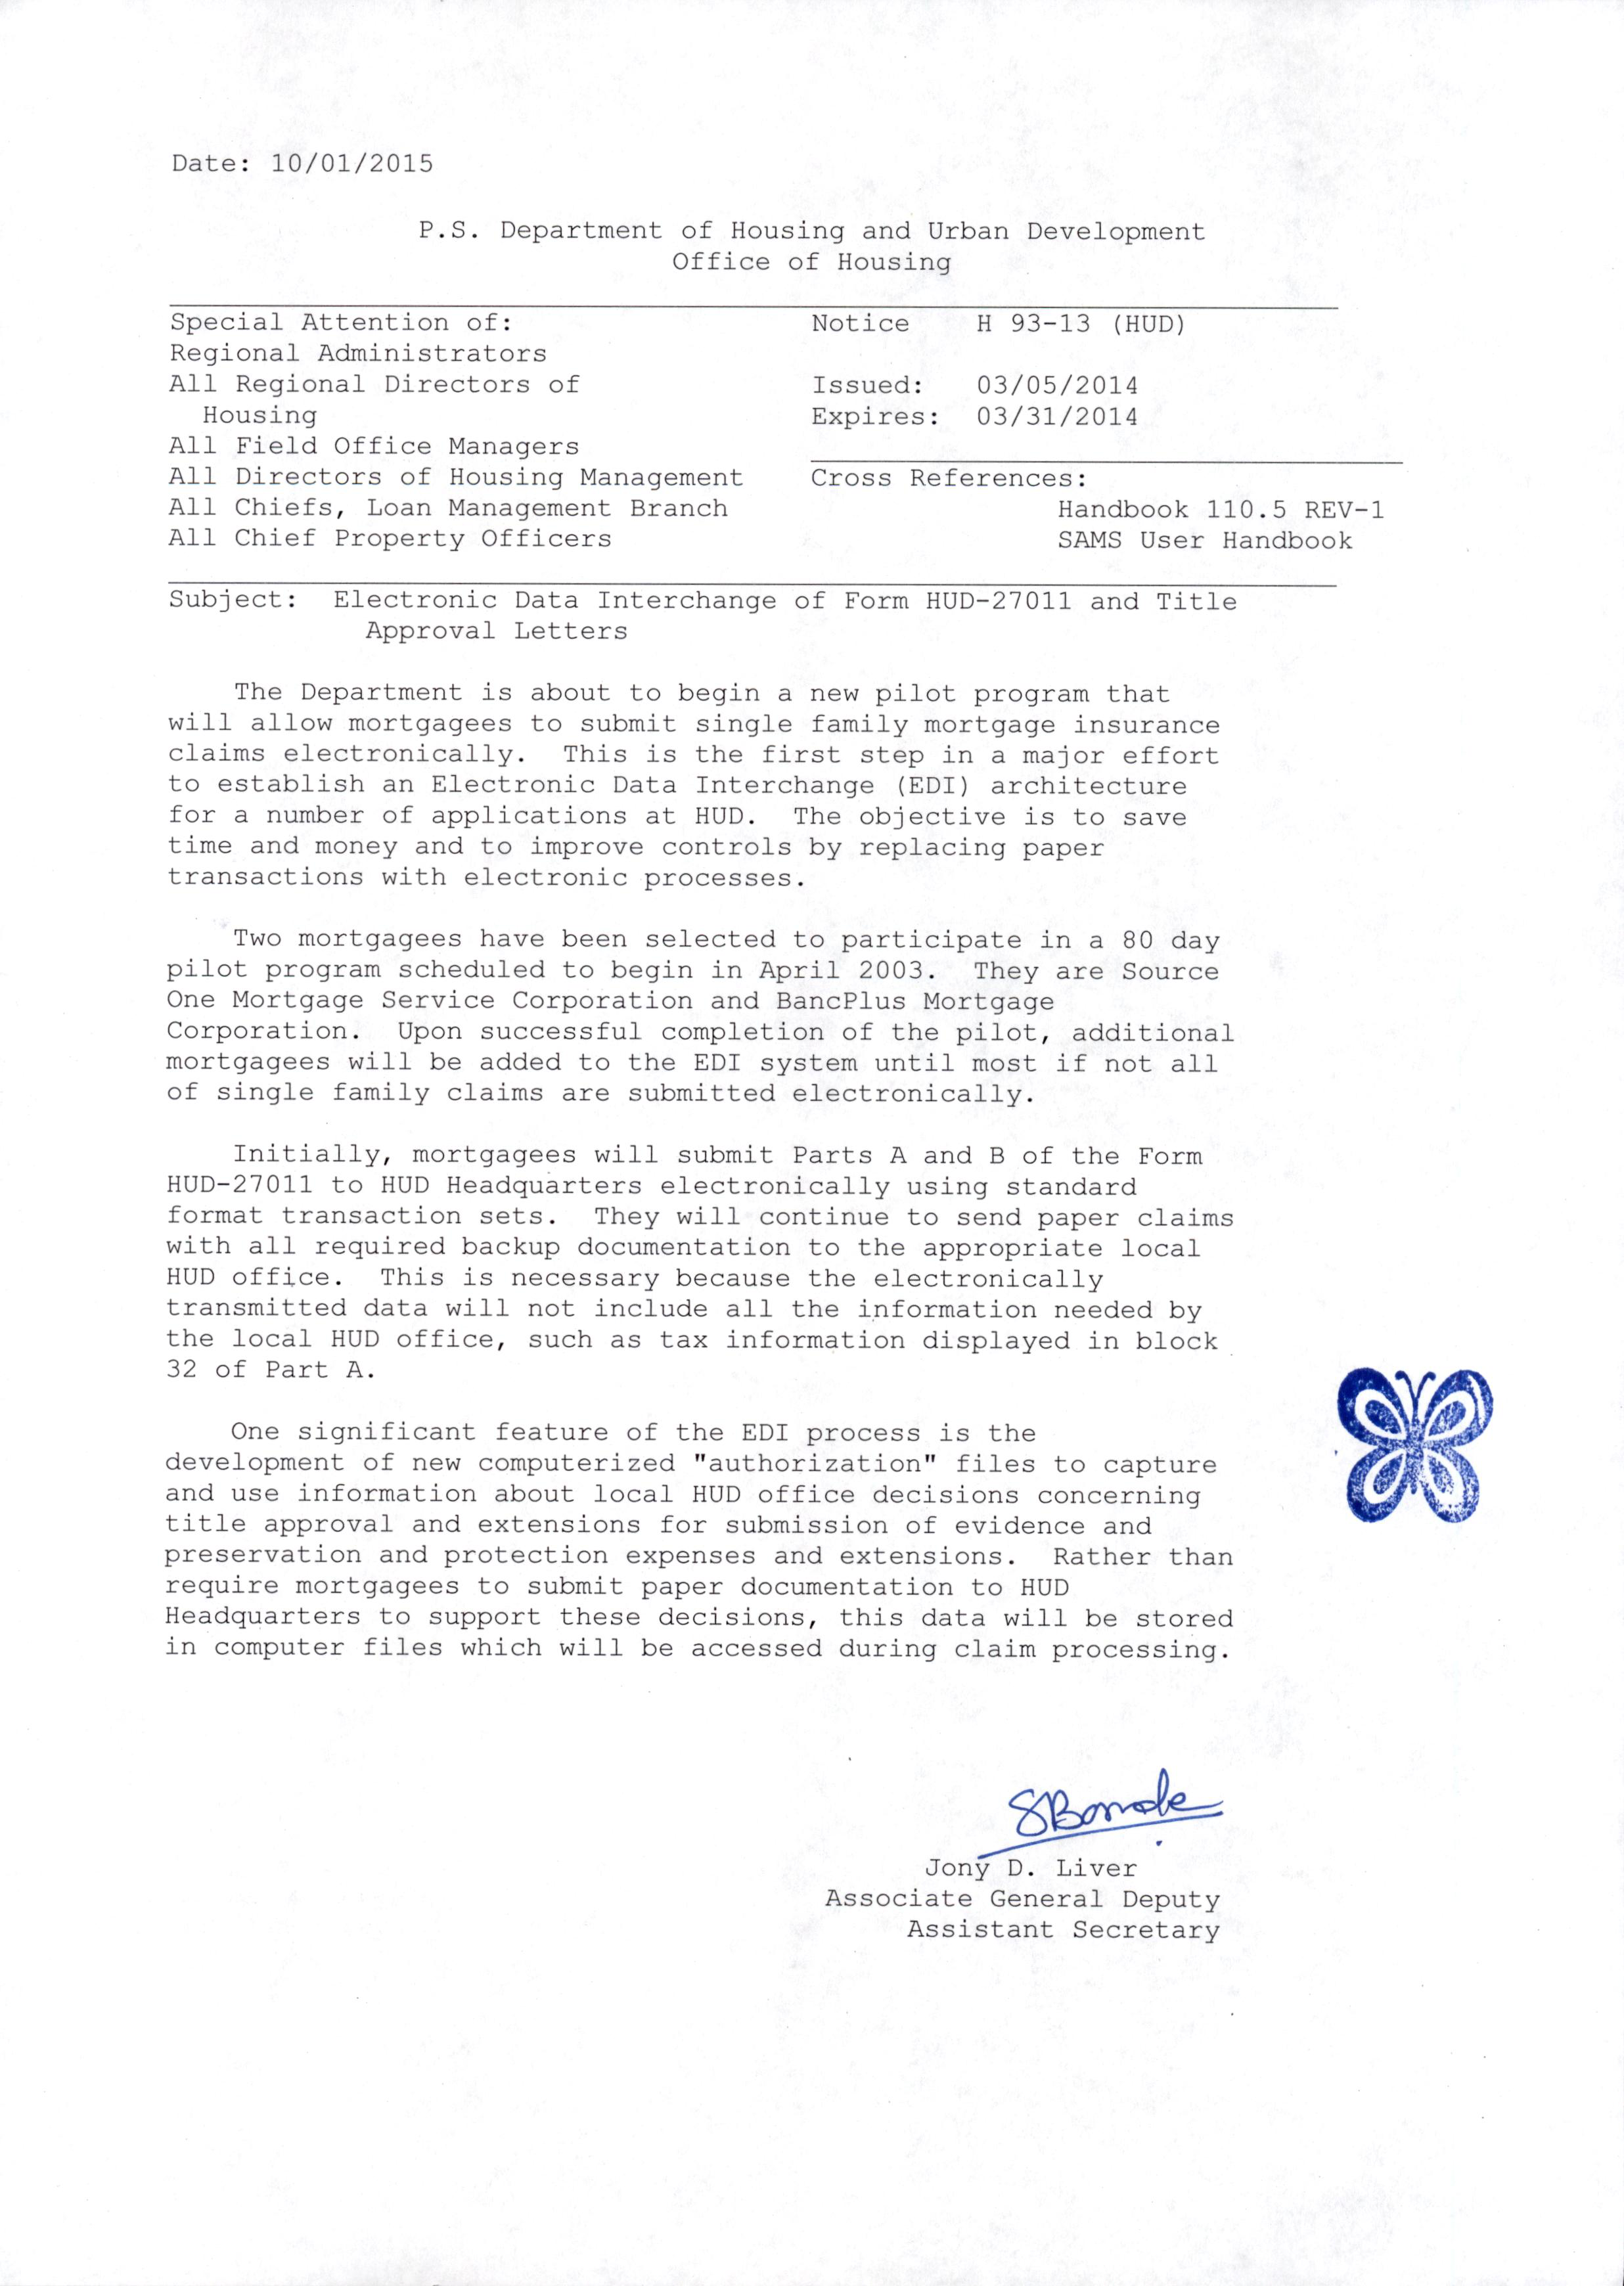 Date: 10/01/2015
P.S. Department of Housing and Urban Development
Office of Housing
Special Attention of:
Regional Administrators
All Regional Directors of
Housing
All Field Office Managers
All Directors of Housing Management
All Chiefs, Loan Management Branch
All Chief Property Officers
Notice H 93-13 (HUD)
Issued: 03/05/2014
Expires: 03/31/2014
Cross References:
Handbook 110.5 REV-1
SAMS User Handbook
Subject: Electronic Data Interchange of Form HUD-27011 and Title
Approval Letters
The Department is about to begin a new pilot program that
will allow mortgagees to submit single family mortgage insurance
claims electronically. This is the first step in a major effort
to establish an Electronic Data Interchange (EDI) architecture
for a number of applications at HUD. The objective is to save
time and money and to improve controls by replacing paper
transactions with electronic processes.
Two mortgagees have been selected to participate in a 80 day
pilot program scheduled to begin in April 2003. They are Source
One Mortgage Service Corporation and BancPlus Mortgage
Corporation. Upon successful completion of the pilot, additional
mortgagees will be added to the EDI system until most if not all
of single family claims are submitted electronically.
Initially, mortgagees will submit Parts A and B of the Form
HUD-27011 to HUD Headquarters electronically using standard
format transaction sets. They will continue to send paper claims
with all required backup documentation to the appropriate local
HUD office. This is necessary because the electronically
transmitted data will not include all the information needed by
the local HUD office, such as tax information displayed in block
32 of Part A.
One significant feature of the EDI process is the
development of new computerized "authorization" files to capture
and use information about local HUD office decisions concerning
title approval and extensions for submission of evidence and
preservation and protection expenses and extensions. Rather than
require mortgagees to submit paper documentation to HUD
Headquarters to support these decisions, this data will be stored
in computer files which will be accessed during claim processing.
Jony D. Liver
Associate General Deputy
Assistant Secretary